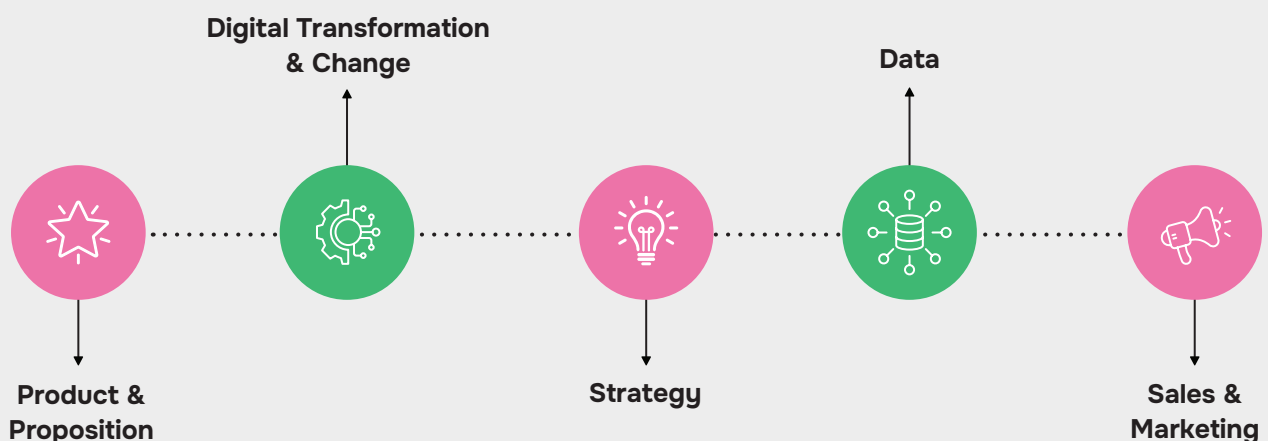 Digital Transformation
& Change
Data
Product &
Proposition
Strategy
Sales &
Marketing